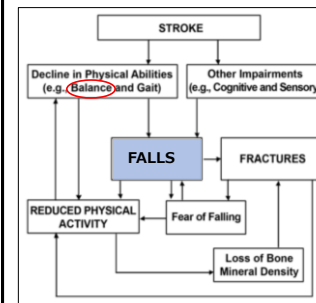 STROKE
Decline in Physical Abilities
(e.g., Balance and Gait)
Other Impairments
(e.g., Cognitive and Sensory)
FALLS
FRACTURES
REDUCED PHYSICAL
ACTIVITY
Fear of Falling
Loss of Bone
Mineral Density